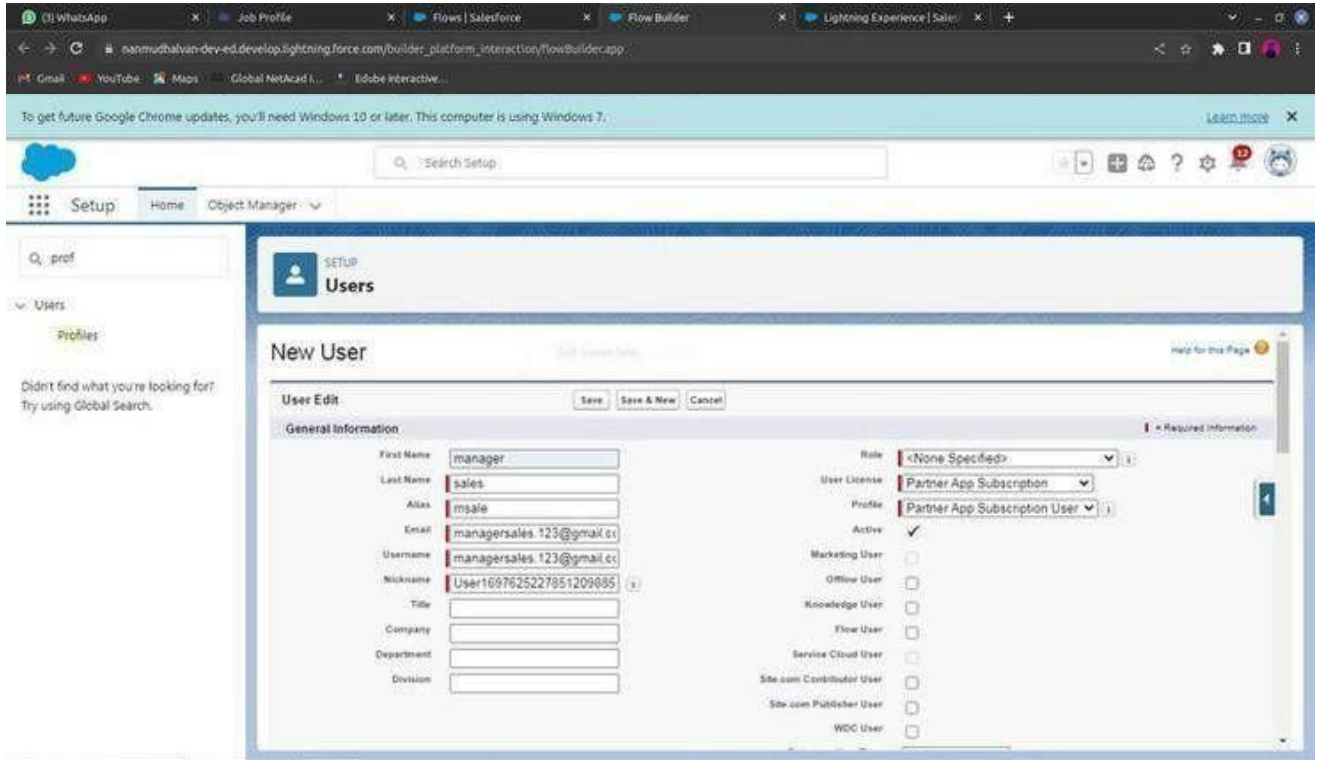 (3) WhatsApp
Job Profile
Flows | Salesforce
Flow Builder
Lightning Experience | Sales
nanmudhalvan-dev-ed.develop.lightning.force.com/builder_platform_interaction/flowBuilder.app
Gmail YouTube Maps Global NetAcad I... Edube Interactive...
To get future Google Chrome updates, you'll need Windows 10 or later. This computer is using Windows 7.
Learn more
Search Setup
12
Setup Home Object Manager
prof
SETUP
Users
Users
Profiles
Didn't find what you're looking for?
Try using Global Search.
New User
Help for this Page
User Edit
Save Save & New Cancel
General Information
= Required Information
First Name manager
Last Name sales
Alias msale
Email managersales.123@gmail.cc
Username managersales.123@gmail.cc
Nickname User1697625227851209885
Title
Company
Department
Division
Role <None Specified>
User License Partner App Subscription
Profile Partner App Subscription User
Active
Marketing User
Offline User
Knowledge User
Flow User
Service Cloud User
Site.com Contributor User
Site.com Publisher User
WDC User